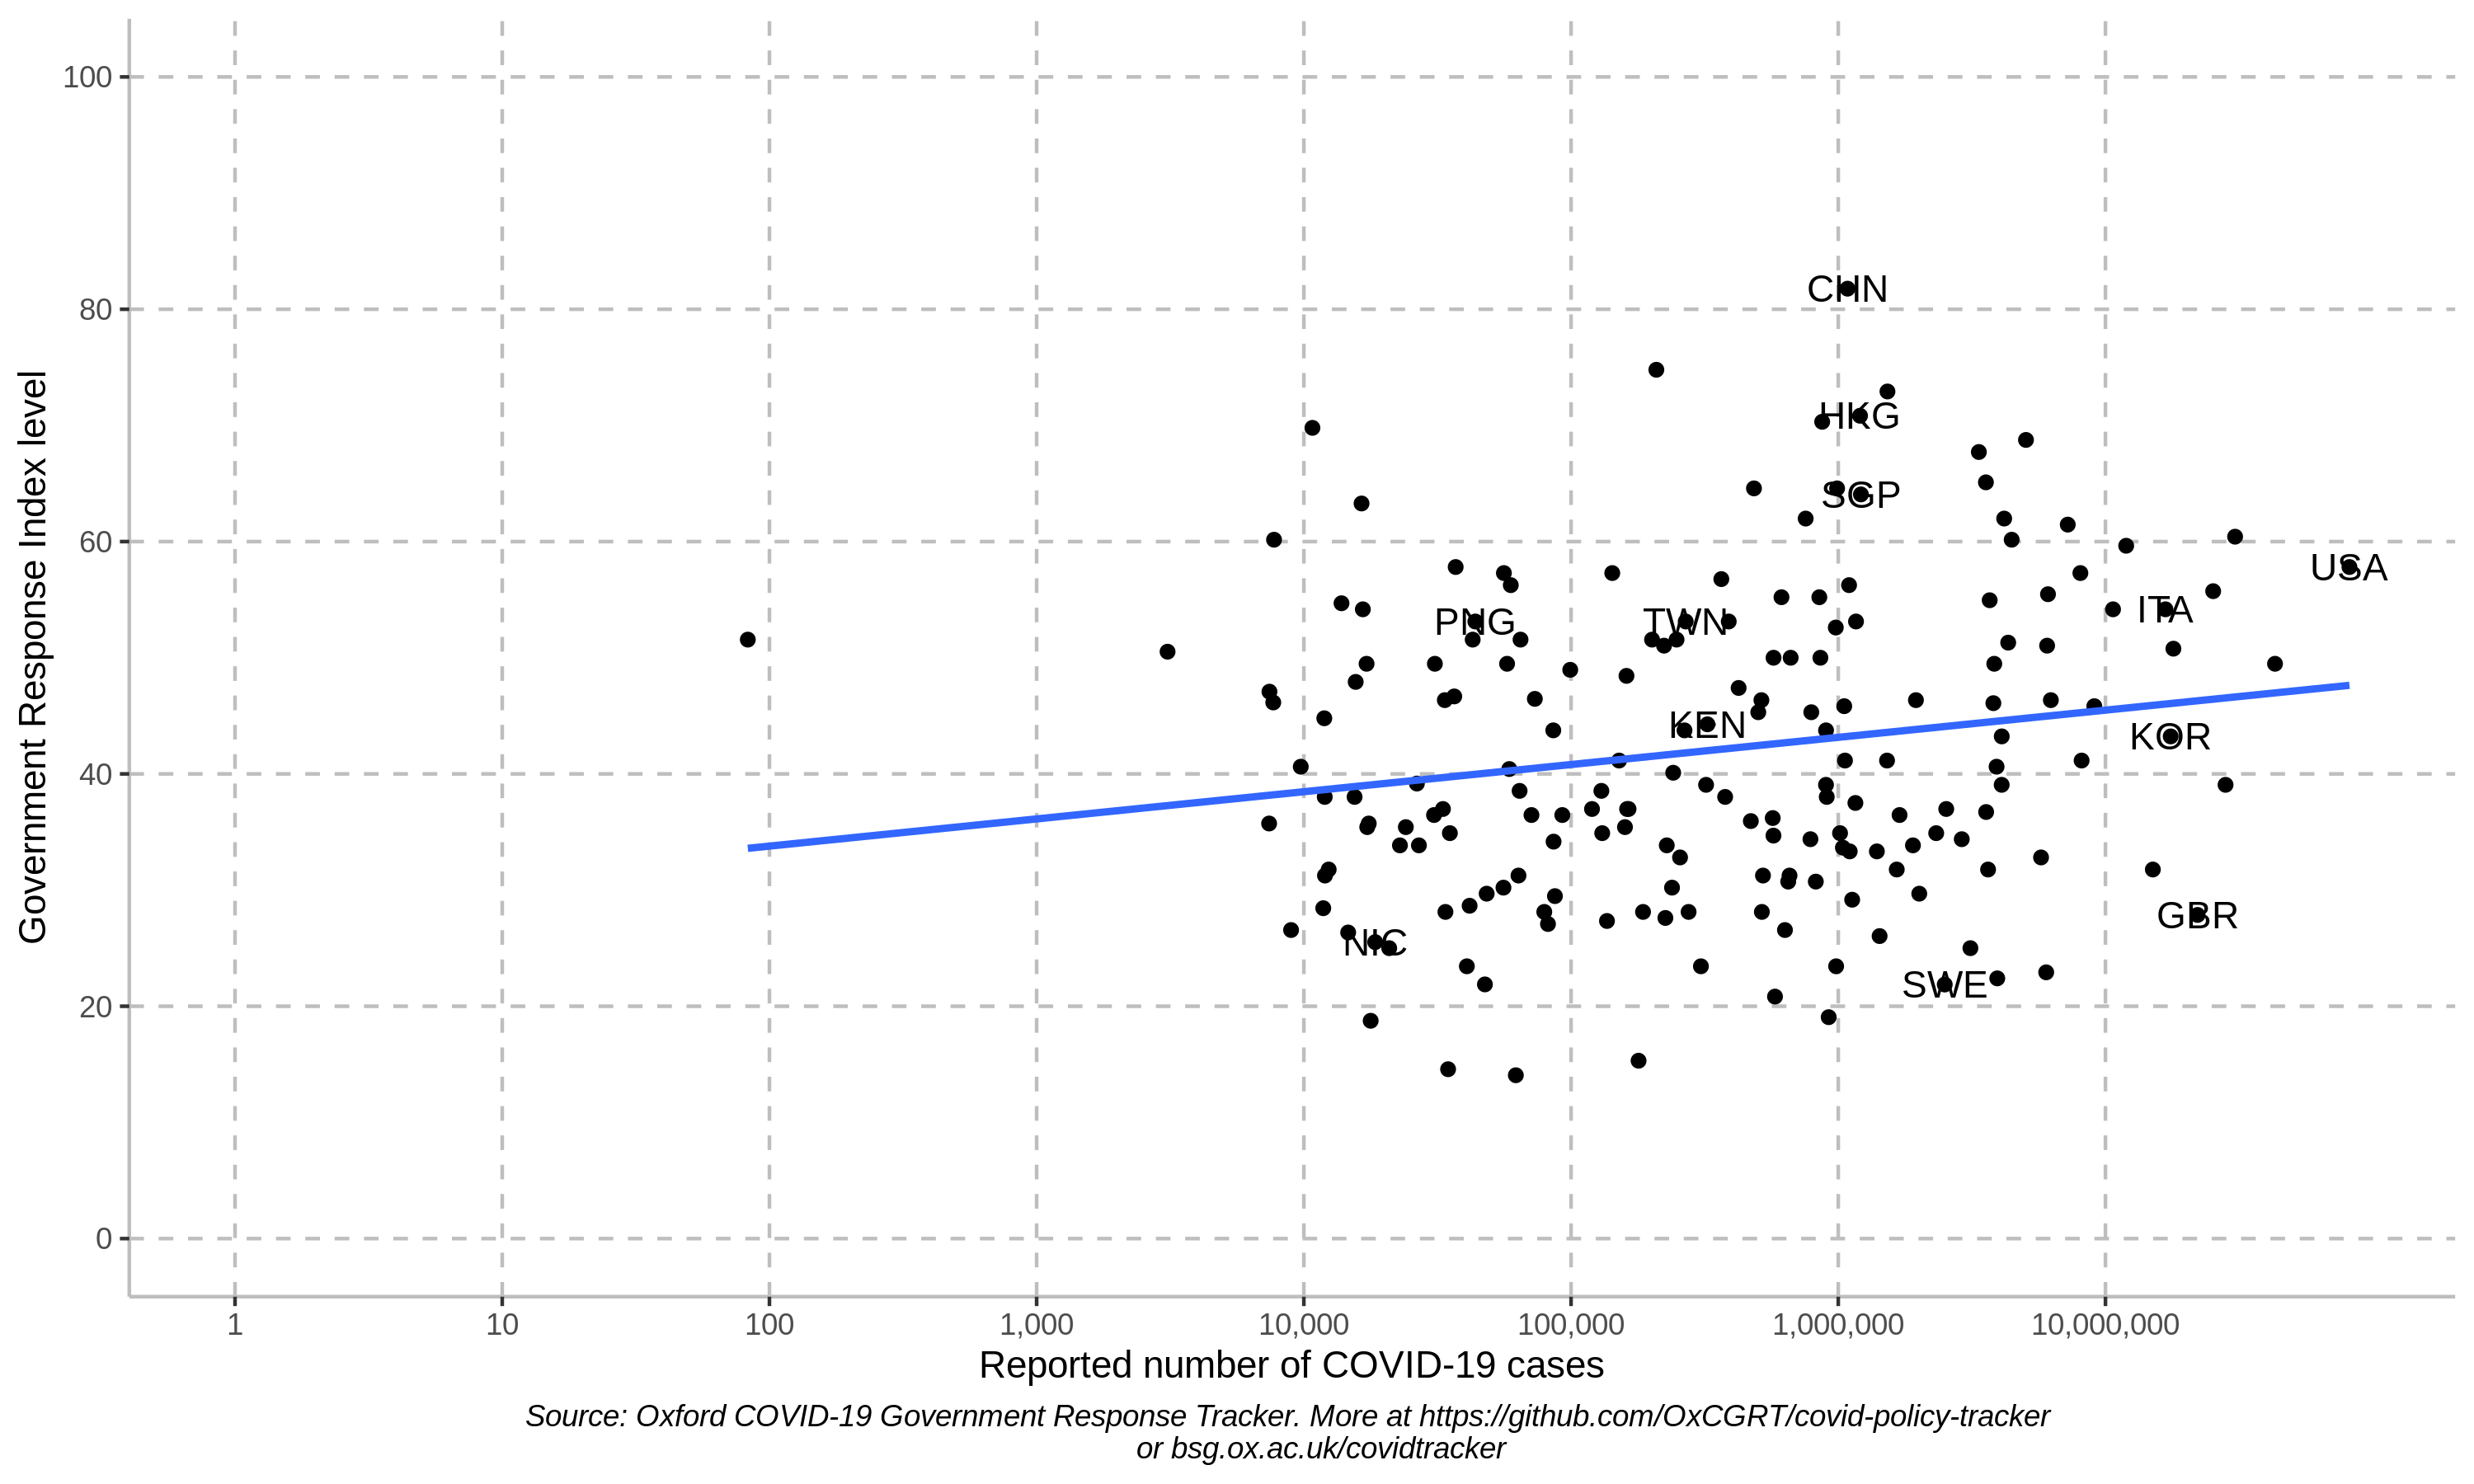 Government Response Index level
100
80
60
40
20
0
CHN
HKG
SGP
USA
ITA
PNG
TWN
KEN
KOR
GBR
NIC
SWE
1
10
100
1,000
10,000
100,000
1,000,000
10,000,000
Reported number of COVID-19 cases
Source: Oxford COVID-19 Government Response Tracker. More at https://github.com/OxCGRT/covid-policy-tracker
or bsg.ox.ac.uk/covidtracker